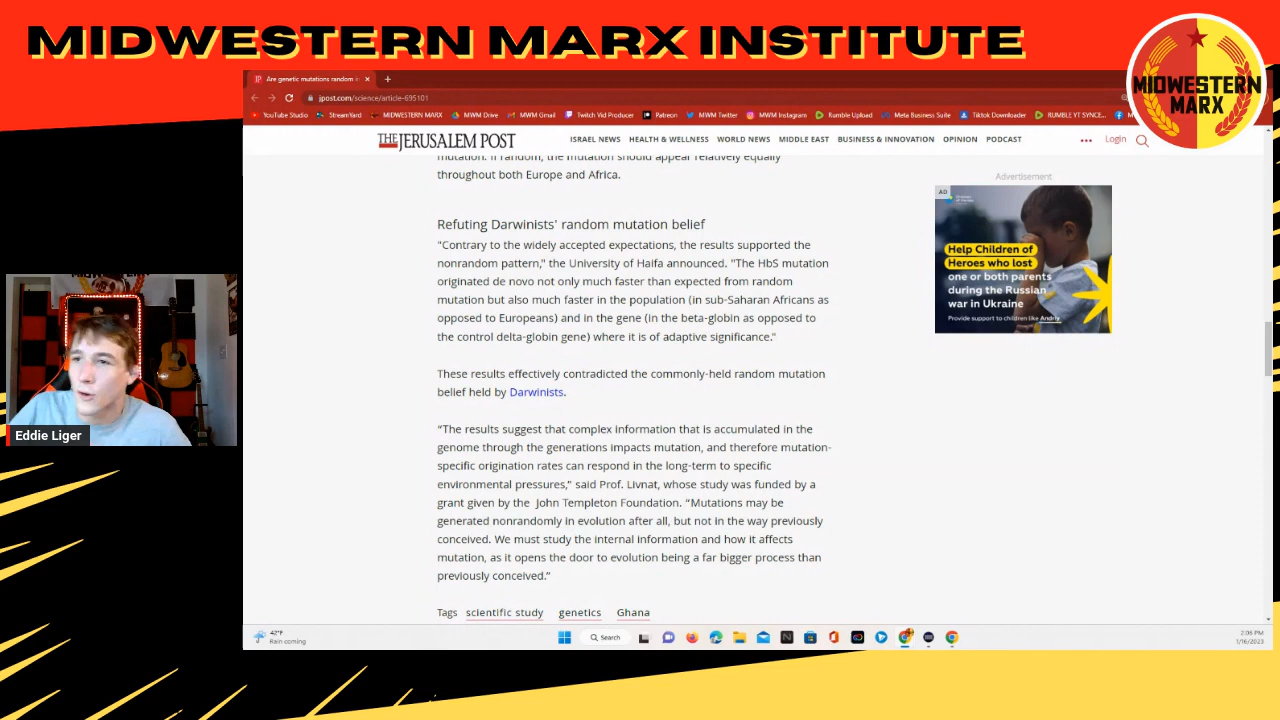 MIDWESTERN MARX INSTITUTE
MIDWESTERN
MARX
Are genetic mutations random i
jpost.com/science/article-695101
YouTube Studio StreamYard MIDWESTERN MARX MWM Drive MWM Gmail Twitch Vid Producer Patreon MWM Twitter MWM Instagram Rumble Upload Meta Business Suite Tiktok Downloader RUMBLE YT SYNCE...
THE JERUSALEM POST
ISRAEL NEWS HEALTH & WELLNESS WORLD NEWS MIDDLE EAST BUSINESS & INNOVATION OPINION PODCAST
Login
mutation. If random, the mutation should appear relatively equally
throughout both Europe and Africa.
Refuting Darwinists' random mutation belief
"Contrary to the widely accepted expectations, the results supported the
nonrandom pattern," the University of Haifa announced. "The HbS mutation
originated de novo not only much faster than expected from random
mutation but also much faster in the population (in sub-Saharan Africans as
opposed to Europeans) and in the gene (in the beta-globin as opposed to
the control delta-globin gene) where it is of adaptive significance."
These results effectively contradicted the commonly-held random mutation
belief held by Darwinists.
"The results suggest that complex information that is accumulated in the
genome through the generations impacts mutation, and therefore mutation-
specific origination rates can respond in the long-term to specific
environmental pressures," said Prof. Livnat, whose study was funded by a
grant given by the John Templeton Foundation. "Mutations may be
generated nonrandomly in evolution after all, but not in the way previously
conceived. We must study the internal information and how it affects
mutation, as it opens the door to evolution being a far bigger process than
previously conceived."
Tags scientific study genetics Ghana
Advertisement
AD
Help Children of
Heroes who lost
one or both parents
during the Russian
war in Ukraine
Provide support to children like Andriy
Eddie Liger
42°F
Rain coming
Search
2:06 PM
1/16/2023